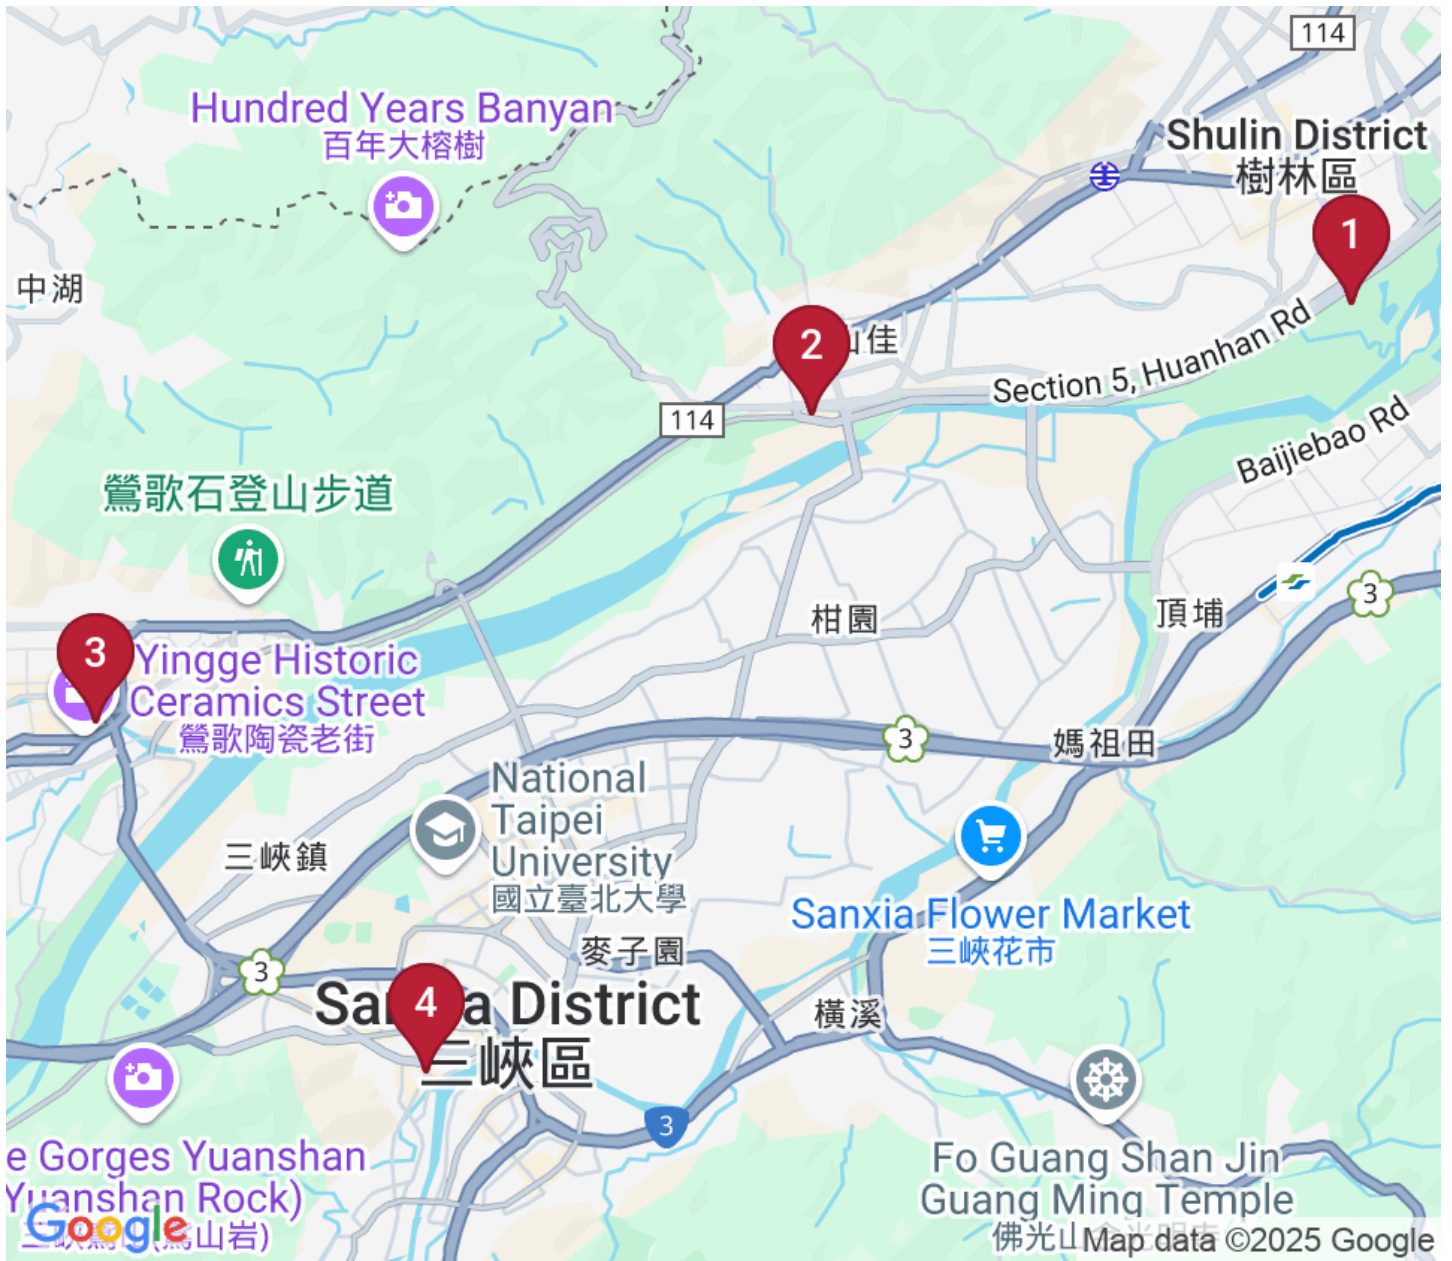 114
Hundred Years Banyan
百年大榕樹
Shulin District
樹林區
1
中湖
2
山佳
Section 5, Huanhan Rd
114
Baijiebao Rd
鶯歌石登山步道
3
柑園
頂埔
3
Yingge Historic
Ceramics Street
鶯歌陶瓷老街
3
媽祖田
National
Taipei
University
國立臺北大學
三峽鎮
Sanxia Flower Market
三峽花市
麥子園
3
4
District
三峽區
橫溪
3
e Gorges Yuanshan
Yuanshan Rock)
Google
Fo Guang Shan Jin
Guang Ming Temple
佛光山
Map data ©2025 Google